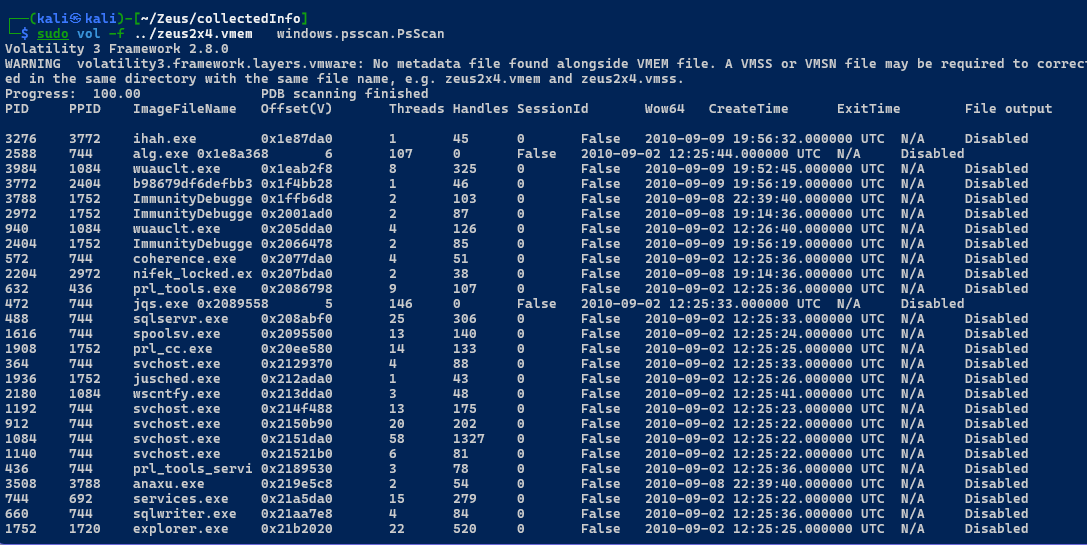 ┌──(kali㉿kali)-[~/Zeus/collectedInfo]
└─$ sudo vol -f ../zeus2x4.vmem   windows.psscan.PsScan
Volatility 3 Framework 2.8.0
WARNING  volatility3.framework.layers.vmware: No metadata file found alongside VMEM file. A VMSS or VMSN file may be required to correct
ed in the same directory with the same file name, e.g. zeus2x4.vmem and zeus2x4.vmss.
Progress:  100.00               PDB scanning finished
PID     PPID    ImageFileName   Offset(V)       Threads Handles SessionId       Wow64   CreateTime      ExitTime        File output
3276    3772    ihah.exe        0x1e87da0       1       45      0       False   2010-09-09 19:56:32.000000 UTC  N/A     Disabled
2588    744     alg.exe 0x1e8a368       6       107     0       False   2010-09-02 12:25:44.000000 UTC  N/A     Disabled
3984    1084    wuauclt.exe     0x1eab2f8       8       325     0       False   2010-09-09 19:52:45.000000 UTC  N/A     Disabled
3772    2404    b98679df6defbb3 0x1f4bb28       1       46      0       False   2010-09-09 19:56:19.000000 UTC  N/A     Disabled
3788    1752    ImmunityDebugge 0x1ffb6d8       2       103     0       False   2010-09-08 22:39:40.000000 UTC  N/A     Disabled
2972    1752    ImmunityDebugge 0x2001ad0       2       87      0       False   2010-09-08 19:14:36.000000 UTC  N/A     Disabled
940     1084    wuauclt.exe     0x205dda0       4       126     0       False   2010-09-02 12:26:40.000000 UTC  N/A     Disabled
2404    1752    ImmunityDebugge 0x2066478       2       85      0       False   2010-09-09 19:56:19.000000 UTC  N/A     Disabled
572     744     coherence.exe   0x2077da0       4       51      0       False   2010-09-02 12:25:36.000000 UTC  N/A     Disabled
2204    2972    nifek_locked.ex 0x207bda0       2       38      0       False   2010-09-08 19:14:36.000000 UTC  N/A     Disabled
632     436     prl_tools.exe   0x2086798       9       107     0       False   2010-09-02 12:25:36.000000 UTC  N/A     Disabled
472     744     jqs.exe 0x2089558       5       146     0       False   2010-09-02 12:25:33.000000 UTC  N/A     Disabled
488     744     sqlservr.exe    0x208abf0       25      306     0       False   2010-09-02 12:25:33.000000 UTC  N/A     Disabled
1616    744     spoolsv.exe     0x2095500       13      140     0       False   2010-09-02 12:25:24.000000 UTC  N/A     Disabled
1908    1752    prl_cc.exe      0x20ee580       14      133     0       False   2010-09-02 12:25:25.000000 UTC  N/A     Disabled
364     744     svchost.exe     0x2129370       4       88      0       False   2010-09-02 12:25:33.000000 UTC  N/A     Disabled
1936    1752    jusched.exe     0x212ada0       1       43      0       False   2010-09-02 12:25:26.000000 UTC  N/A     Disabled
2180    1084    wscntfy.exe     0x213dda0       3       48      0       False   2010-09-02 12:25:41.000000 UTC  N/A     Disabled
1192    744     svchost.exe     0x214f488       13      175     0       False   2010-09-02 12:25:23.000000 UTC  N/A     Disabled
912     744     svchost.exe     0x2150b90       20      202     0       False   2010-09-02 12:25:22.000000 UTC  N/A     Disabled
1084    744     svchost.exe     0x2151da0       58      1327    0       False   2010-09-02 12:25:22.000000 UTC  N/A     Disabled
1140    744     svchost.exe     0x21521b0       6       81      0       False   2010-09-02 12:25:22.000000 UTC  N/A     Disabled
436     744     prl_tools_servi 0x2189530       3       78      0       False   2010-09-02 12:25:36.000000 UTC  N/A     Disabled
3508    3788    anaxu.exe       0x219e5c8       2       54      0       False   2010-09-08 22:39:40.000000 UTC  N/A     Disabled
744     692     services.exe    0x21a5da0       15      279     0       False   2010-09-02 12:25:22.000000 UTC  N/A     Disabled
660     744     sqlwriter.exe   0x21aa7e8       4       84      0       False   2010-09-02 12:25:36.000000 UTC  N/A     Disabled
1752    1720    explorer.exe    0x21b2020       22      520     0       False   2010-09-02 12:25:25.000000 UTC  N/A     Disabled